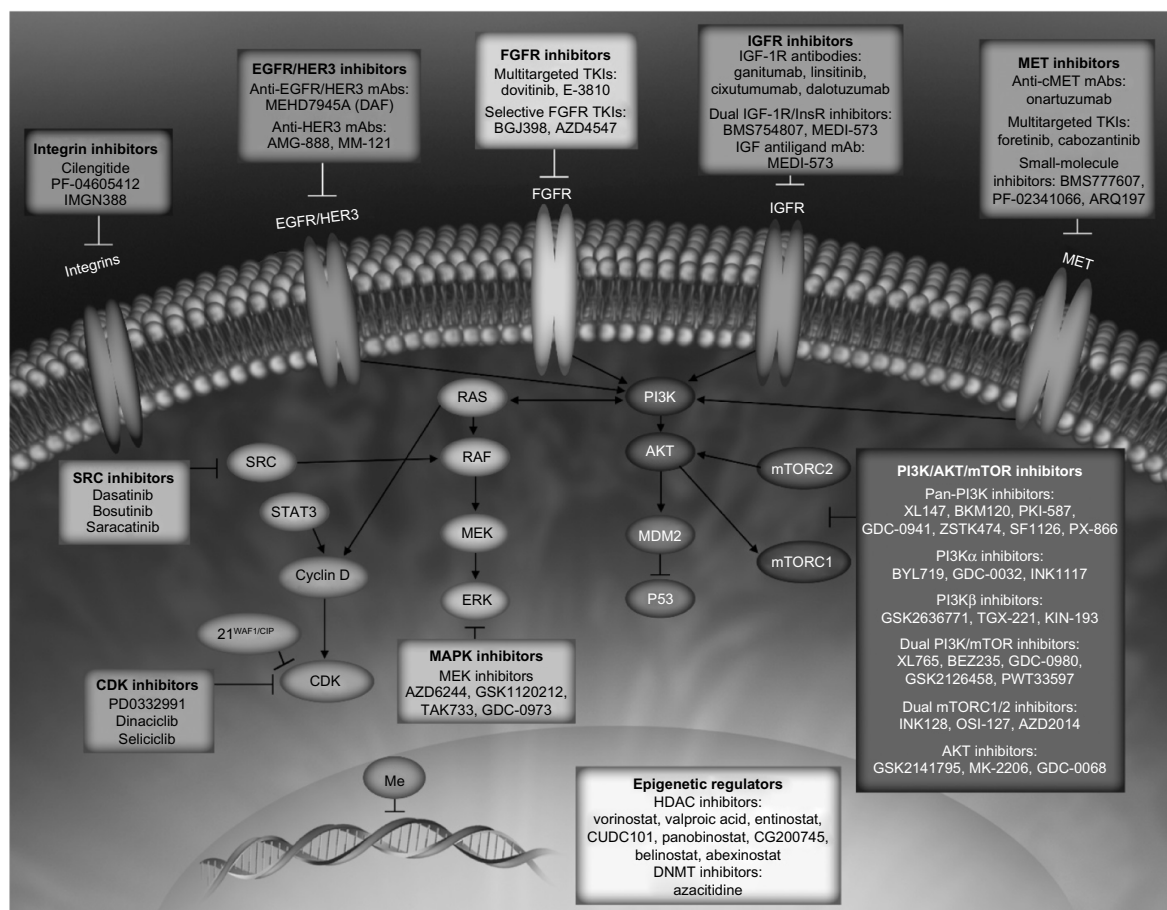 EGFR/HER3 inhibitors
Anti-EGFR/HER3 mAbs:
MEHD7945A (DAF)
Anti-HER3 mAbs:
AMG-888, MM-121
FGFR inhibitors
Multitargeted TKIs:
dovitinib, E-3810
Selective FGFR TKIs:
BGJ398, AZD4547
IGFR inhibitors
IGF-1R antibodies:
ganitumab, linsitinib,
cixutumumab, dalotuzumab
Dual IGF-1R/InsR inhibitors:
BMS754807, MEDI-573
IGF antiligand mAb:
MEDI-573
MET inhibitors
Anti-cMET mAbs:
onartuzumab
Multitargeted TKIs:
foretinib, cabozantinib
Small-molecule
inhibitors: BMS777607,
PF-02341066, ARQ197
Integrin inhibitors
Cilengitide
PF-04605412
IMGN388
Integrins
EGFR/HER3
FGFR
IGFR
MET
RAS
PI3K
SRC
RAF
AKT
mTORC2
STAT3
MEK
MDM2
mTORC1
Cyclin D
ERK
P53
21WAF1/CIP
CDK
SRC inhibitors
Dasatinib
Bosutinib
Saracatinib
CDK inhibitors
PD0332991
Dinaciclib
Seliciclib
MAPK inhibitors
MEK inhibitors
AZD6244, GSK1120212,
TAK733, GDC-0973
PI3K/AKT/mTOR inhibitors
Pan-PI3K inhibitors:
XL147, BKM120, PKI-587,
GDC-0941, ZSTK474, SF1126, PX-866
PI3Kα inhibitors:
BYL719, GDC-0032, INK1117
PI3Kβ inhibitors:
GSK2636771, TGX-221, KIN-193
Dual PI3K/mTOR inhibitors:
XL765, BEZ235, GDC-0980,
GSK2126458, PWT33597
Dual mTORC1/2 inhibitors:
INK128, OSI-127, AZD2014
AKT inhibitors:
GSK2141795, MK-2206, GDC-0068
Me
Epigenetic regulators
HDAC inhibitors:
vorinostat, valproic acid, entinostat,
CUDC101, panobinostat, CG200745,
belinostat, abexinostat
DNMT inhibitors:
azacitidine